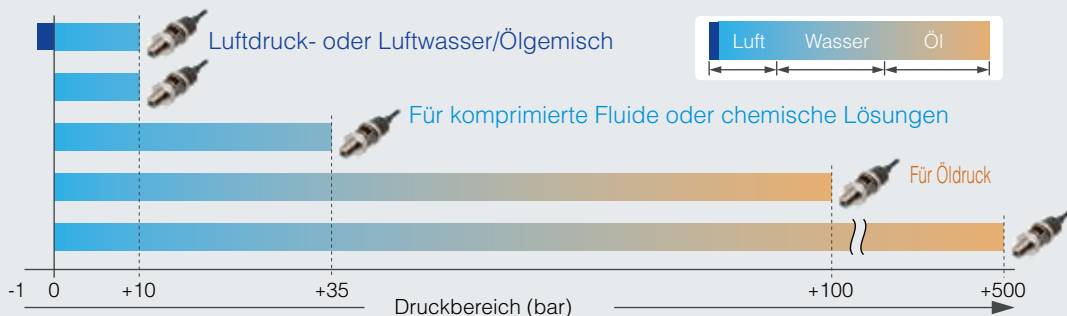 Luftdruck- oder Luftwasser/Ölgemisch
Luft Wasser Öl
Für komprimierte Fluide oder chemische Lösungen
Für Öldruck
-1 0 +10 +35 +100 +500
Druckbereich (bar)